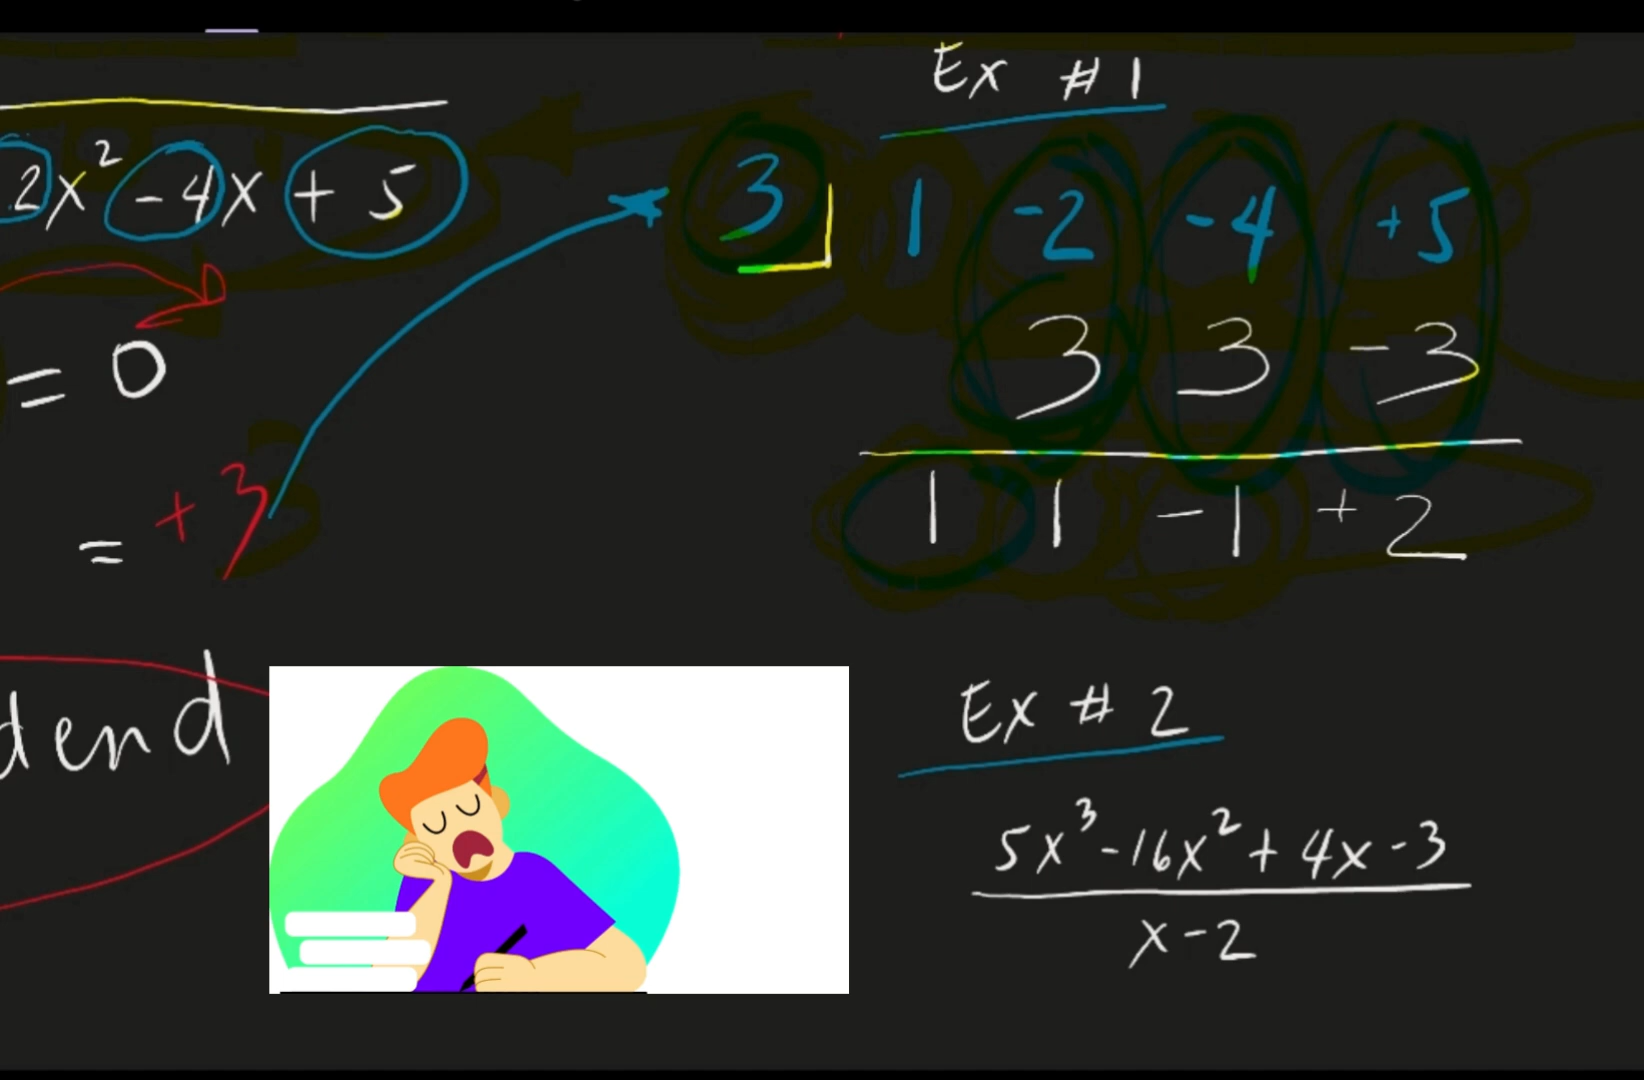 Ex # 1
2x² - 4x + 5
3 1 -2 -4 +5
= 0
3 3 -3
= +3
1 1 -1 +2
dend
Ex # 2
5x³ - 16x² + 4x - 3
x - 2